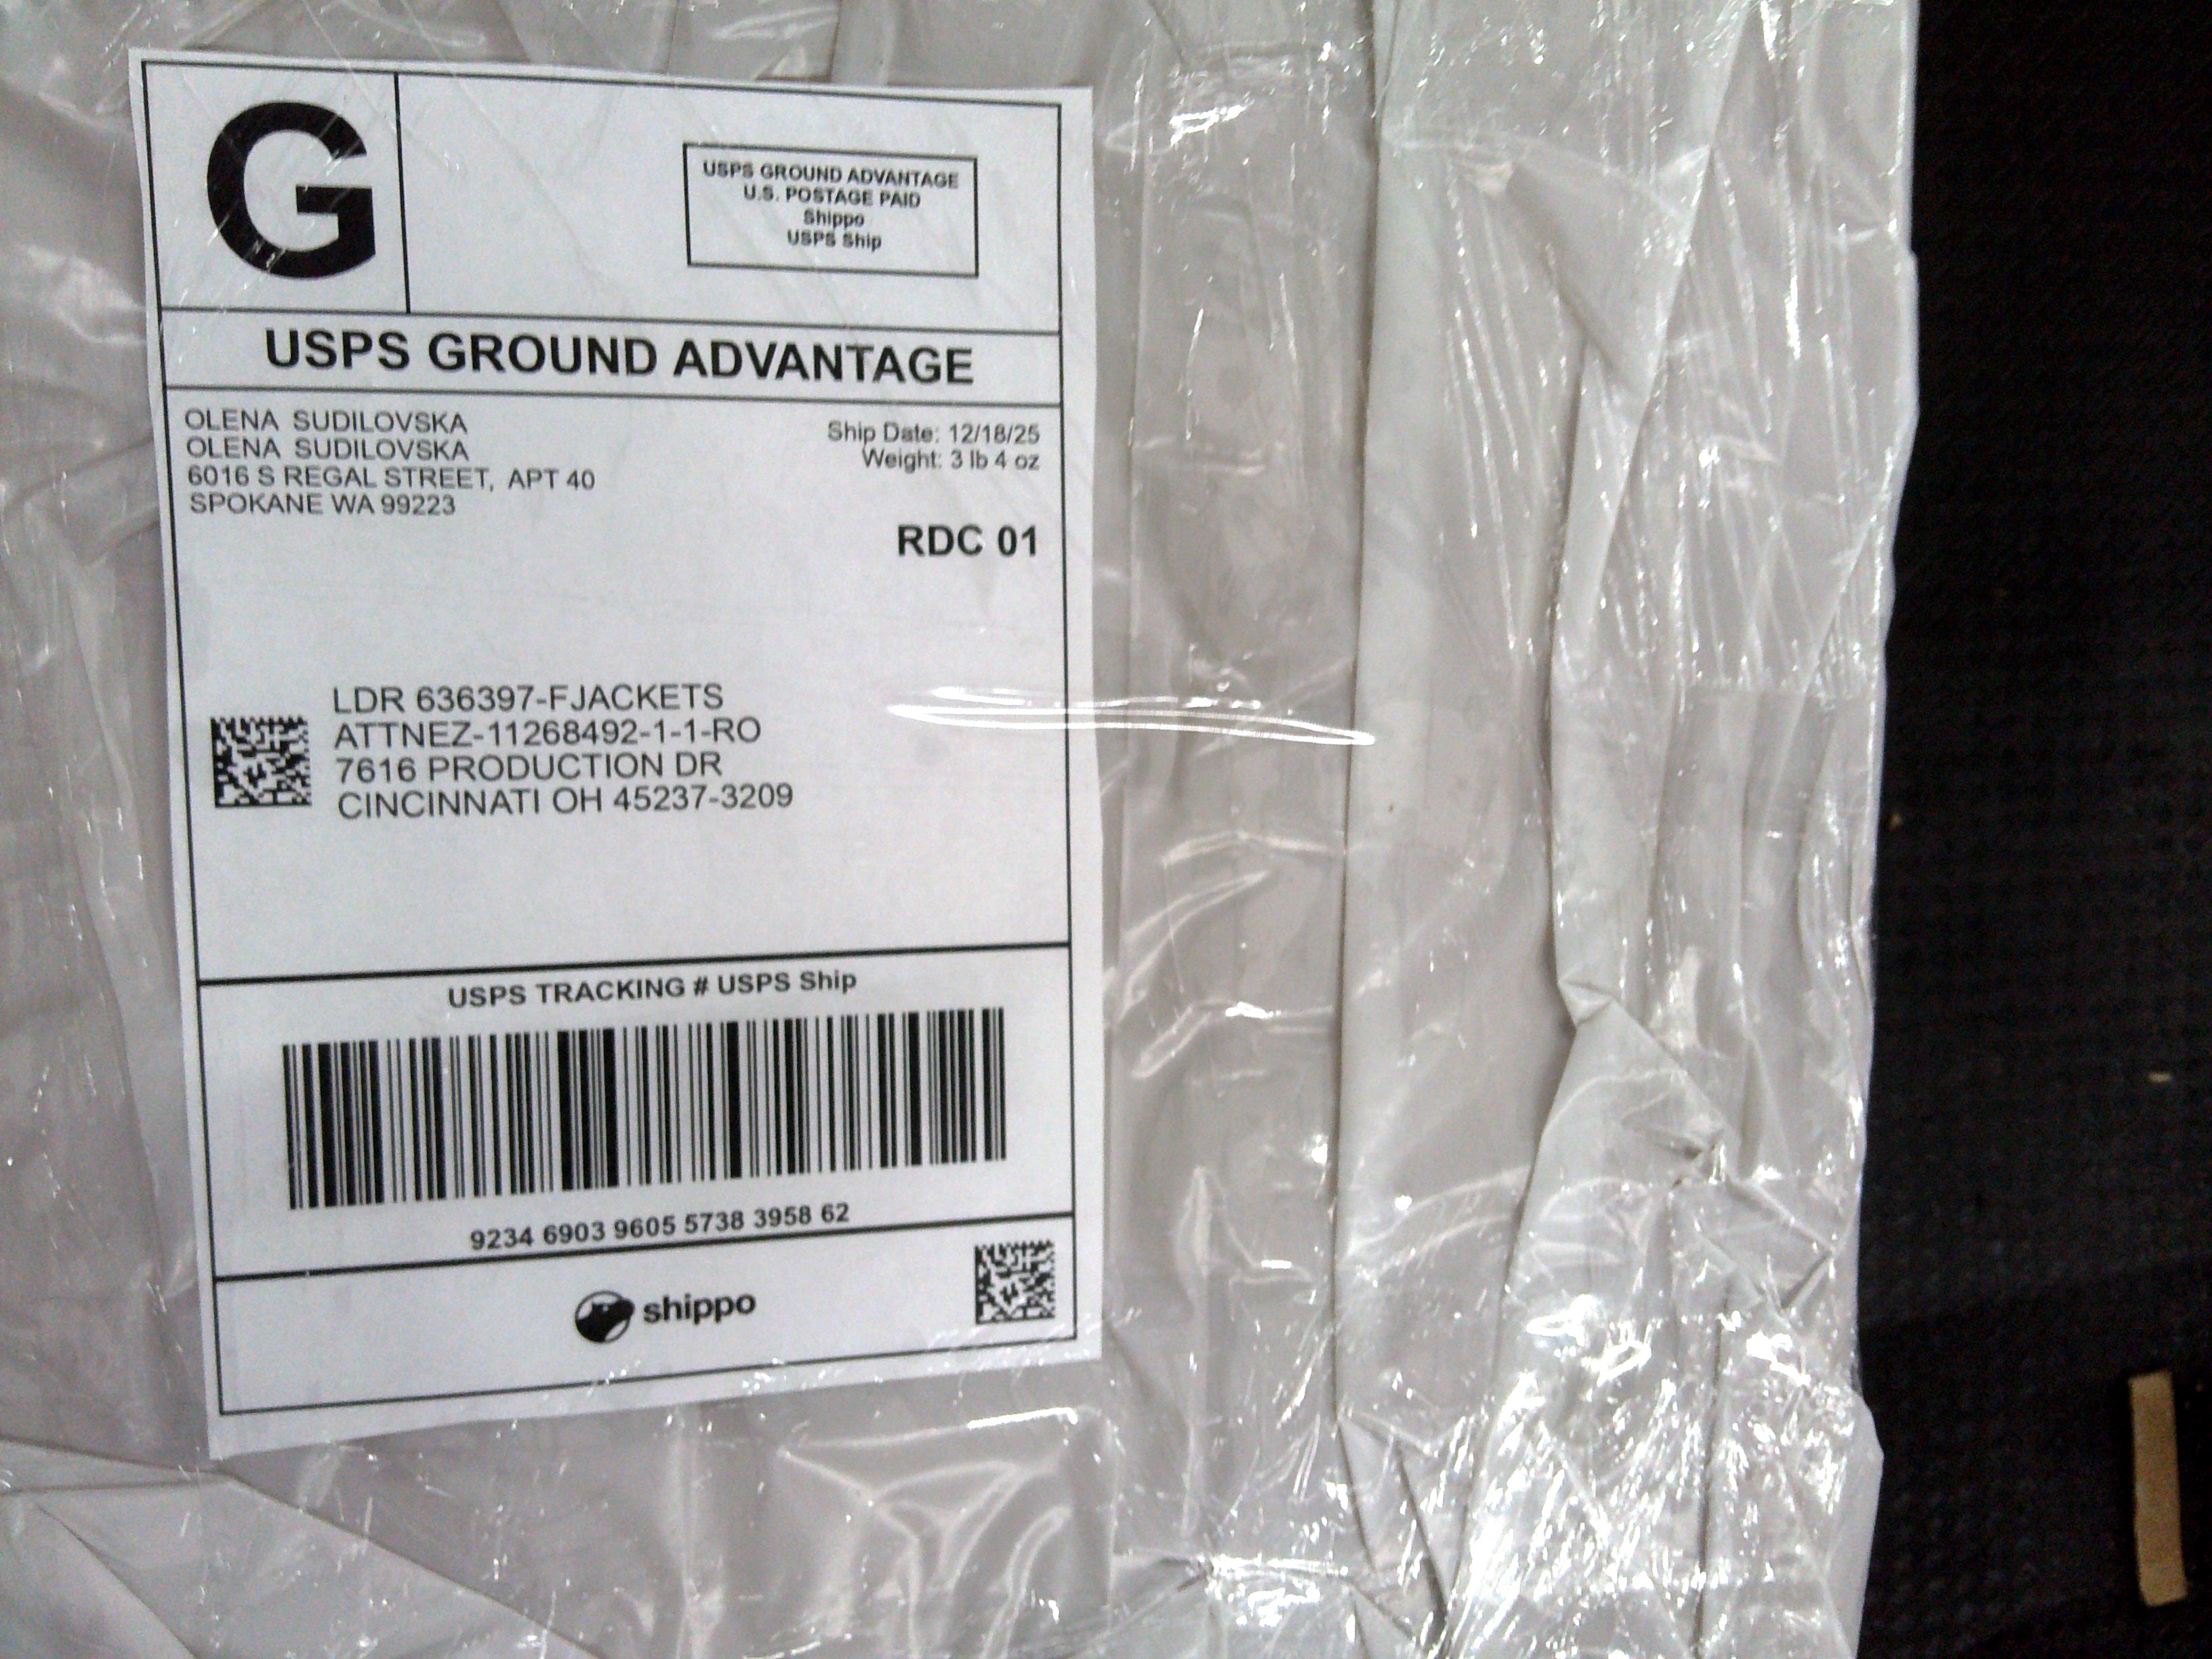 G
USPS GROUND ADVANTAGE
U.S. POSTAGE PAID
Shippo
USPS Ship
USPS GROUND ADVANTAGE
OLENA SUDILOVSKA
OLENA SUDILOVSKA
6016 S REGAL STREET, APT 40
SPOKANE WA 99223
Ship Date: 12/18/25
Weight: 3 lb 4 oz
RDC 01
LDR 636397-FJACKETS
ATTNEZ-11268492-1-1-RO
7616 PRODUCTION DR
CINCINNATI OH 45237-3209
USPS TRACKING # USPS Ship
9234 6903 9605 5738 3958 62
shippo